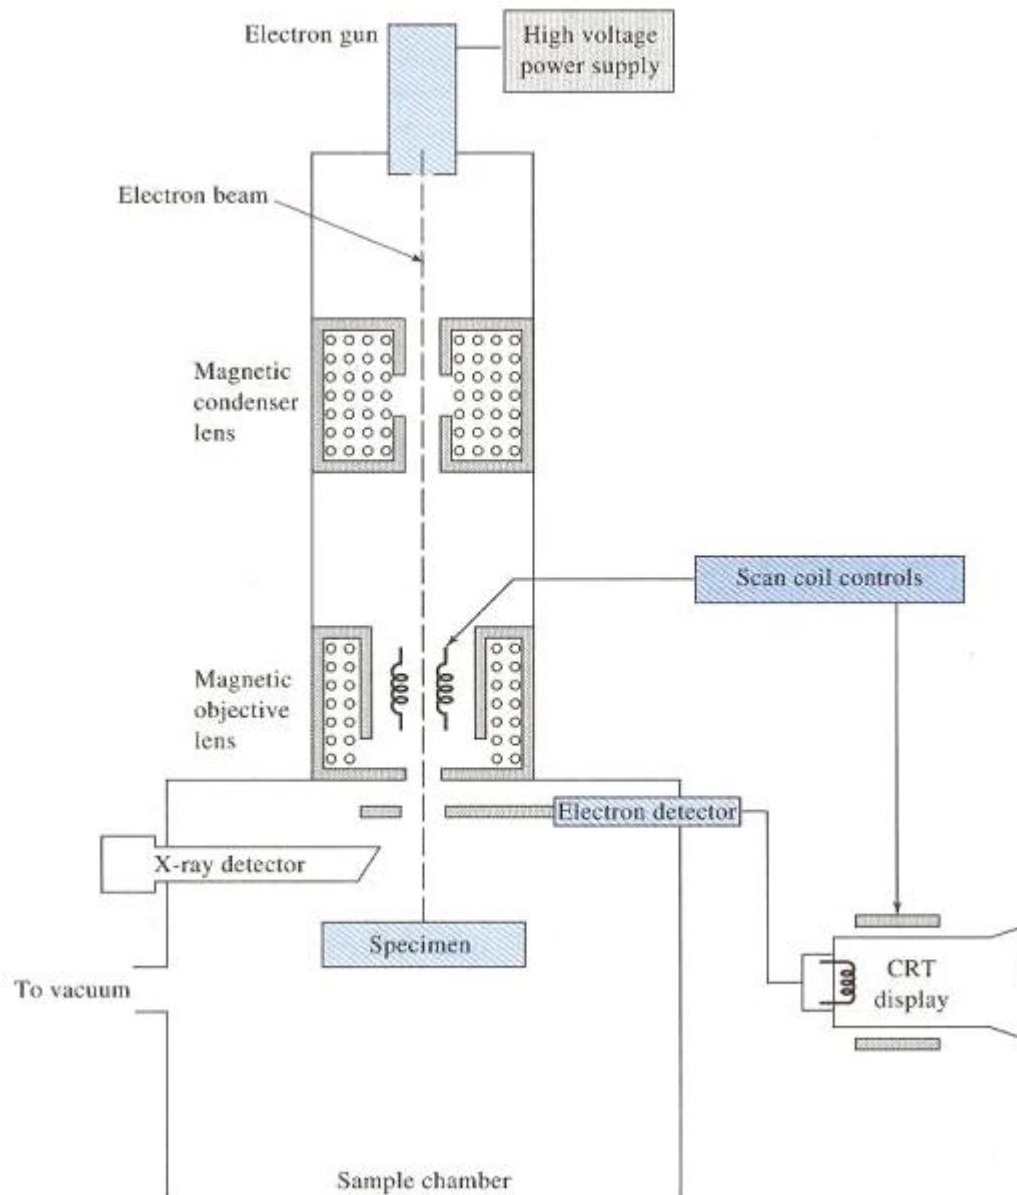 Electron gun
High voltage
power supply
Electron beam
Magnetic
condenser
lens
Scan coil controls
Magnetic
objective
lens
Electron detector
X-ray detector
Specimen
To vacuum
CRT
display
Sample chamber